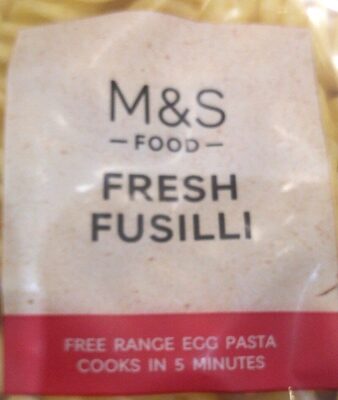 M&S
FOOD
FRESH
FUSILLI
FREE RANGE EGG PASTA
COOKS IN 5 MINUTES